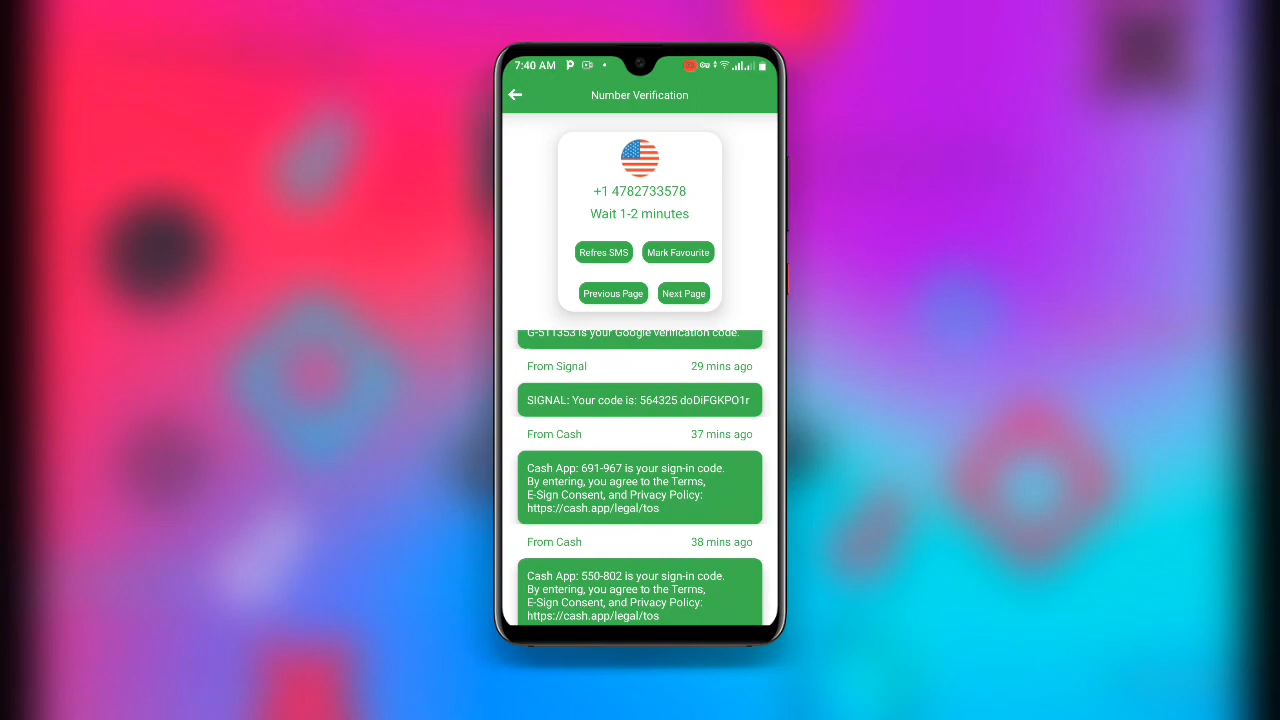 7:40 AM
Number Verification
+1 4782733578
Wait 1-2 minutes
Refres SMS
Mark Favourite
Previous Page
Next Page
G-511353 is your Google verification code.
From Signal
29 mins ago
SIGNAL: Your code is: 564325 doDiFGKPO1r
From Cash
37 mins ago
Cash App: 691-967 is your sign-in code.
By entering, you agree to the Terms,
E-Sign Consent, and Privacy Policy:
https://cash.app/legal/tos
From Cash
38 mins ago
Cash App: 550-802 is your sign-in code.
By entering, you agree to the Terms,
E-Sign Consent, and Privacy Policy:
https://cash.app/legal/tos